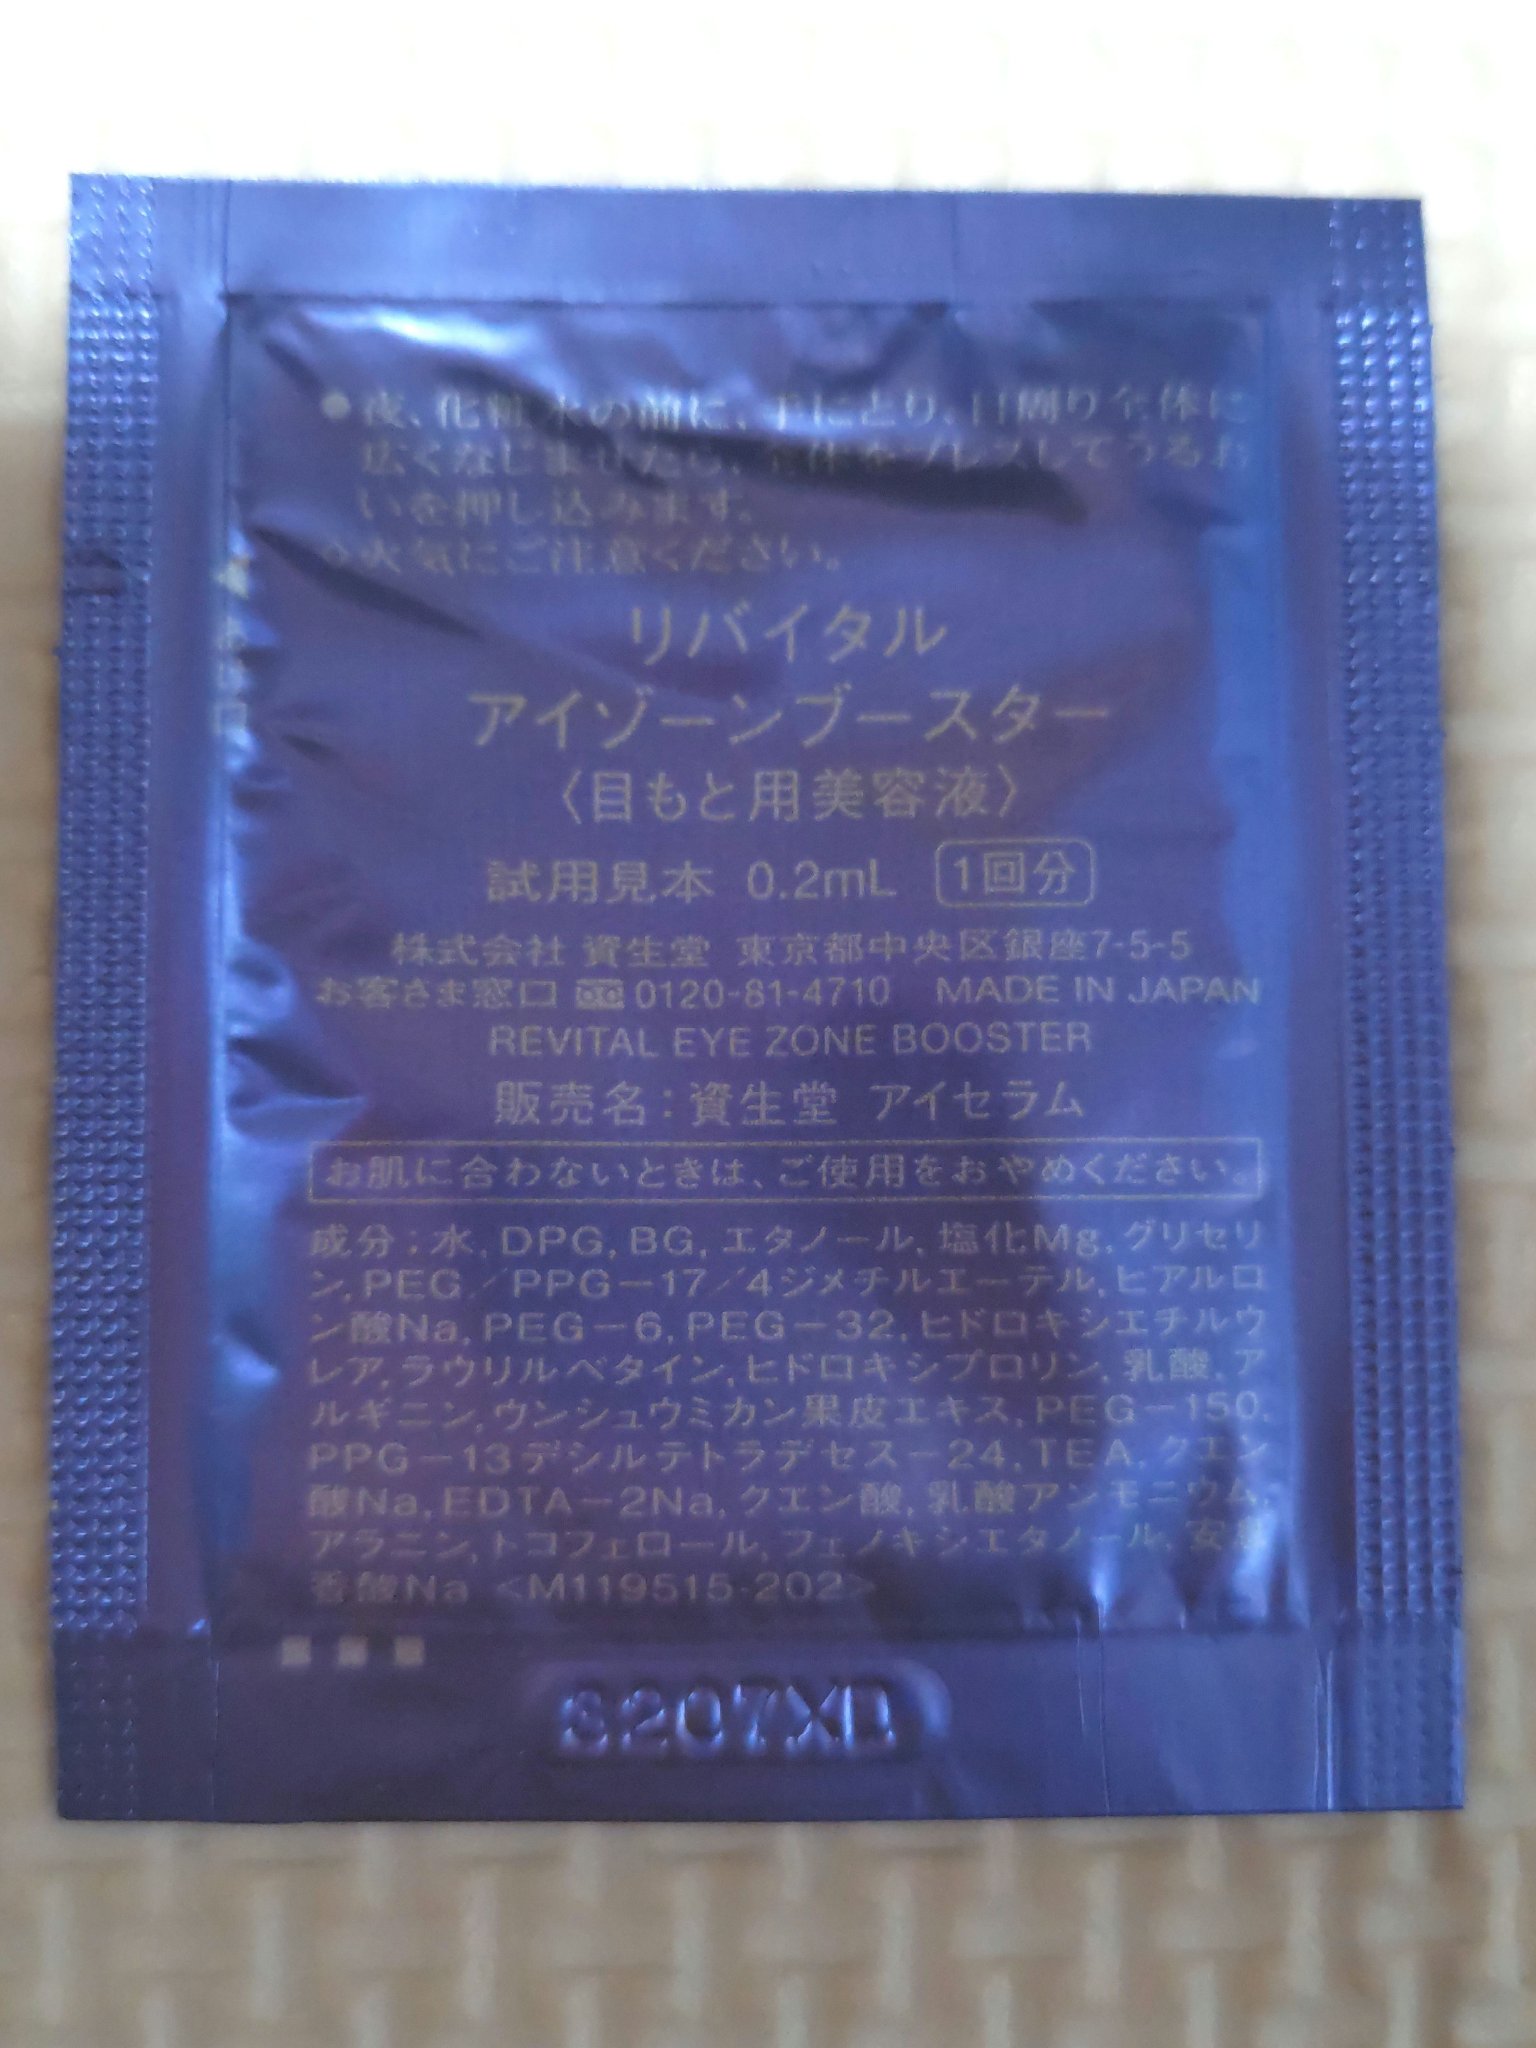 ●夜、化粧水の前に、手にとり、目周り全体に
広くなじませたら、全体をプレスしてうるお
いを押し込みます。
○火気にご注意ください。
リバイタル
アイゾーンブースター
〈目もと用美容液〉
試用見本 0.2mL 1回分
株式会社 資生堂 東京都中央区銀座7-5-5
お客さま窓口 0120-81-4710 MADE IN JAPAN
REVITAL EYE ZONE BOOSTER
販売名：資生堂 アイセラム
お肌に合わないときは、ご使用をおやめください。
成分：水, DPG, BG, エタノール, 塩化Mg, グリセリ
ン, PEG／PPG－17／4ジメチルエーテル, ヒアルロ
ン酸Na, PEG－6, PEG－32, ヒドロキシエチルウ
レア, ラウリルベタイン, ヒドロキシプロリン, 乳酸, ア
ルギニン, ウンシュウミカン果皮エキス, PEG－150,
PPG－13デシルテトラデセス－24, TEA, クエン
酸Na, EDTA－2Na, クエン酸, 乳酸アンモニウム,
アラニン, トコフェロール, フェノキシエタノール, 安息
香酸Na <M119515-202>